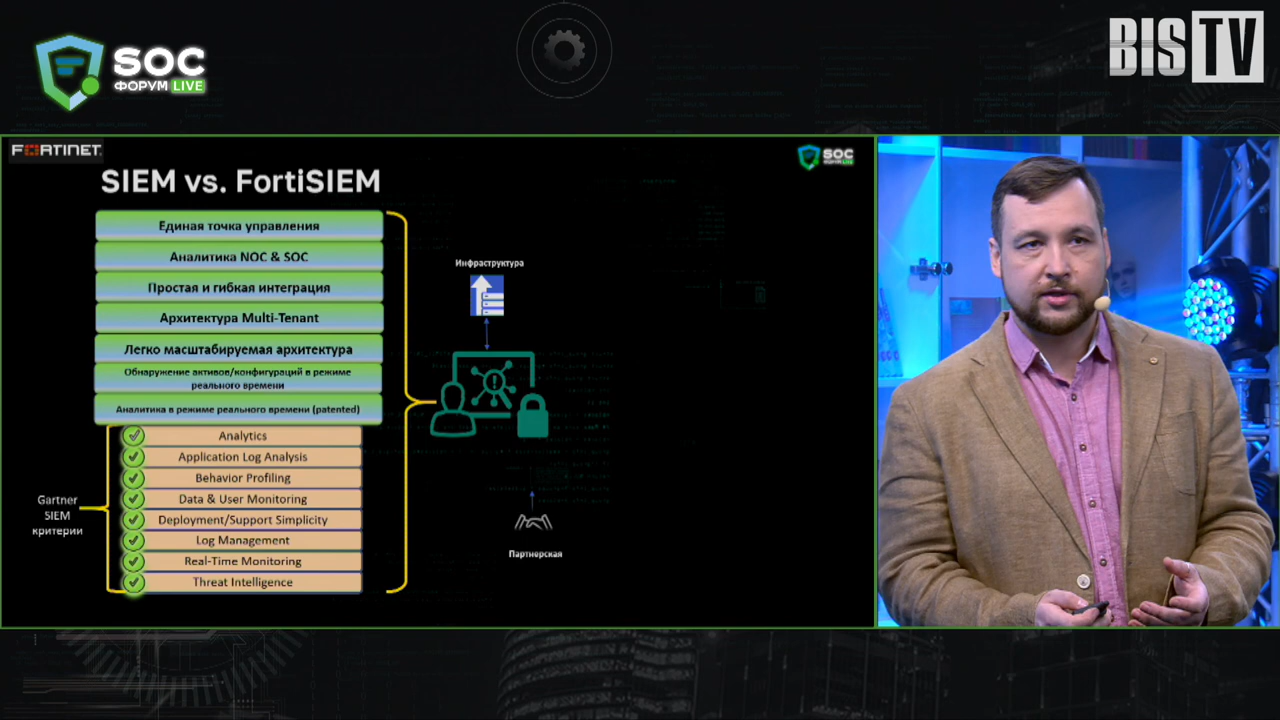 SOC
ФОРУМ LIVE
BIS TV
FORTINET
SOC
SIEM vs. FortiSIEM
Единая точка управления
Аналитика NOC & SOC
Простая и гибкая интеграция
Архитектура Multi-Tenant
Легко масштабируемая архитектура
Обнаружение активов/конфигураций в режиме
реального времени
Аналитика в режиме реального времени (patented)
Analytics
Application Log Analysis
Behavior Profiling
Data & User Monitoring
Deployment/Support Simplicity
Log Management
Real-Time Monitoring
Threat Intelligence
Gartner
SIEM
критерии
Инфраструктура
Партнерская